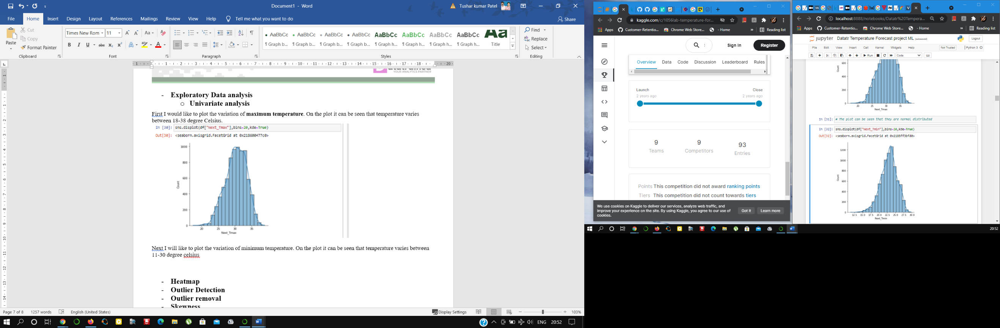 Document1 - Word
Tushar kumar Patel
File Home Insert Design Layout References Mailings Review View Help Tell me what you want to do
Share
Cut
Copy
Paste
Format Painter
Times New Rom 11
Find
Replace
Select
AaBbCc AaBbCc AaBbCc AaBbCc AaBbCc AaBbCc AaBbCc AaBbCc Aa
¶ Graph b... ¶ Graph b... ¶ Graph b... ¶ Graph b... ¶ Graph h... ¶ Graph h... ¶ Graph h... ¶ Graph h... Title
Clipboard Font Paragraph Styles Editing
YOUR ANALYTICS PARTNER
- Exploratory Data analysis
o Univariate analysis
First I would like to plot the variation of maximum temperature. On the plot it can be seen that temperature varies
between 18-38 degree Celsius.
In [30]: sns.displot(df["Next_Tmax"],bins=20,kde=True)
Out[30]: <seaborn.axisgrid.FacetGrid at 0x218600477c0>
1000
800
600
400
200
0
Count
20 25 30 35
Next_Tmax
Next I will like to plot the variation of minimum temperature. On the plot it can be seen that temperature varies between
11-30 degree celsius.
- Heatmap
- Outlier Detection
- Outlier removal
- Skewness
Page 7 of 8 1257 words English (United States)
Display Settings
103%
ENG 20:52
kaggle.com/c/1056lab-temperature-for...
Apps Customer-Retentio... Chrome Web Store... - Home » Reading list
Sign In Register
Overview Data Code Discussion Leaderboard Rules
Launch Close
2 years ago 2 years ago
9 9 93
Teams Competitors Entries
Points This competition did not award ranking points
Tiers This competition did not count towards tiers
We use cookies on Kaggle to deliver our services, analyze web traffic, and
improve your experience on the site. By using Kaggle, you agree to our use of
cookies.
Got it Learn more
localhost:8888/notebooks/Datatr%20Tempera...
Apps Customer-Retentio... Chrome Web Store... - Home » Reading list
jupyter Datatr Temperature Forecast project ML (autosaved)
Logout
File Edit View Insert Cell Kernel Widgets Help
Not Trusted Python 3
Run Code
600
400
200
0
Count
20 25 30 35
Next_Tmax
In [31]: # The plot can be seen that they are normal distributed
In [32]: sns.displot(df["Next_Tmin"],bins=20,kde=True)
Out[32]: <seaborn.axisgrid.FacetGrid at 0x2185ff3bfd0>
1200
1000
800
600
400
200
0
Count
12.5 15.0 17.5 20.0 22.5 25.0 27.5 30.0
Next_Tmin
20:52